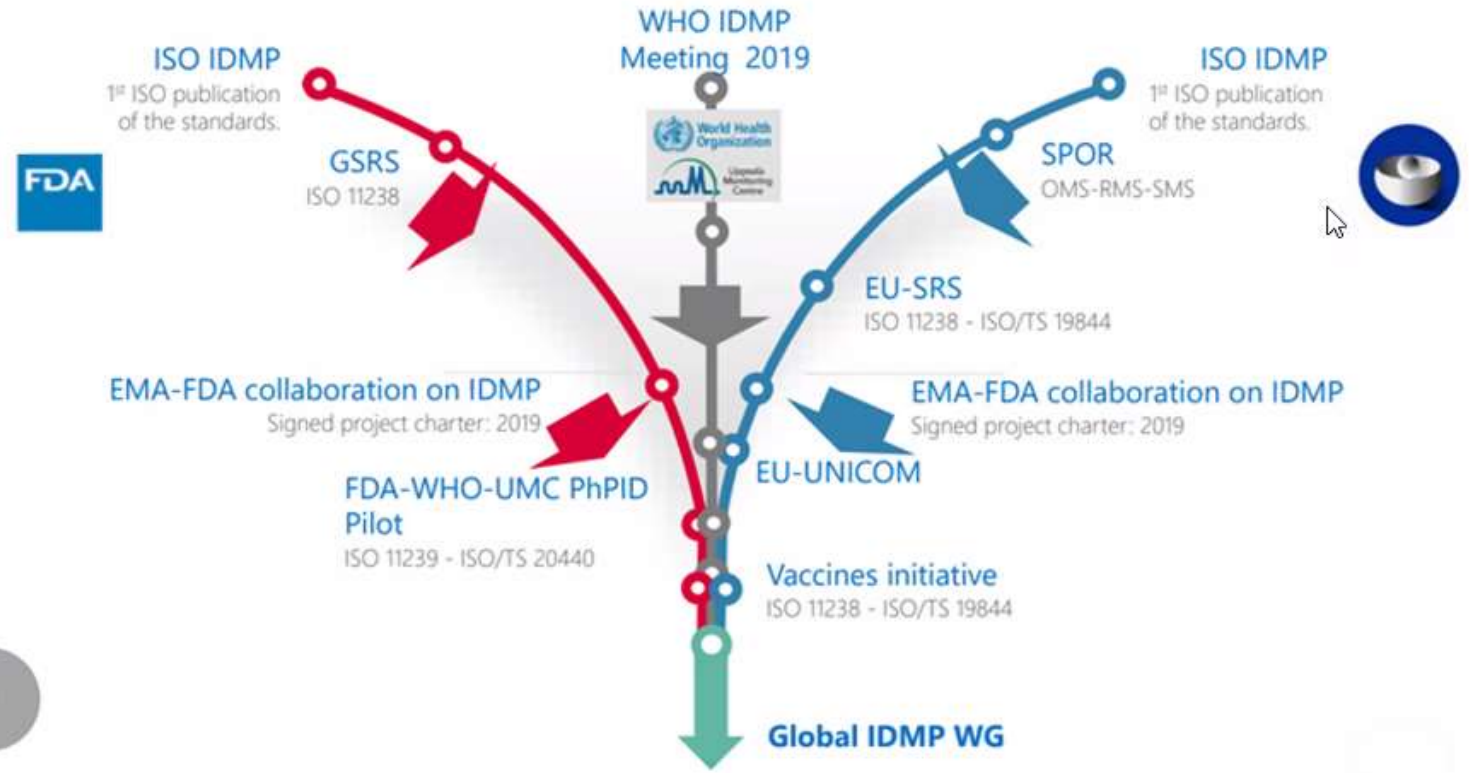 WHO IDMP
Meeting 2019
ISO IDMP
1st ISO publication
of the standards.
ISO IDMP
1st ISO publication
of the standards.
World Health
Organization
Uppsala
Monitoring
Centre
FDA
GSRS
ISO 11238
SPOR
OMS-RMS-SMS
EU-SRS
ISO 11238 - ISO/TS 19844
EMA-FDA collaboration on IDMP
Signed project charter: 2019
EMA-FDA collaboration on IDMP
Signed project charter: 2019
EU-UNICOM
FDA-WHO-UMC PhPID
Pilot
ISO 11239 - ISO/TS 20440
Vaccines initiative
ISO 11238 - ISO/TS 19844
Global IDMP WG